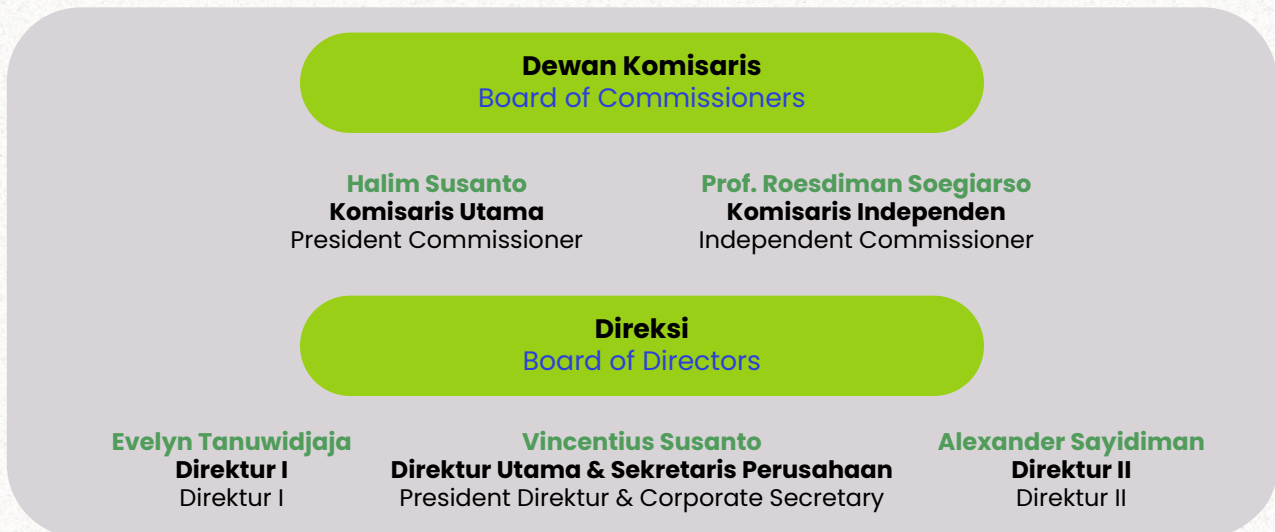 Dewan Komisaris
Board of Commissioners
Halim Susanto
Komisaris Utama
President Commissioner
Prof. Roesdiman Soegiarso
Komisaris Independen
Independent Commissioner
Direksi
Board of Directors
Evelyn Tanuwidjaja
Direktur I
Direktur I
Vincentius Susanto
Direktur Utama & Sekretaris Perusahaan
President Direktur & Corporate Secretary
Alexander Sayidiman
Direktur II
Direktur II